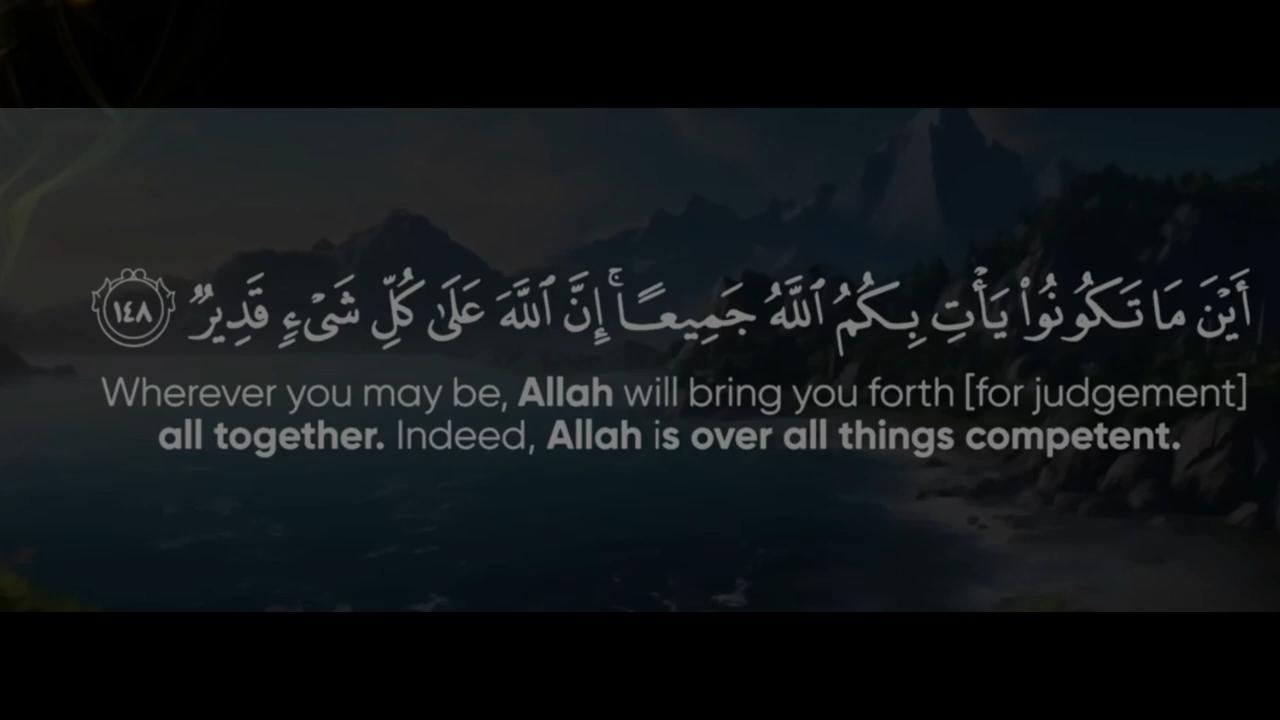 أَيْنَ مَا تَكُونُوا۟ يَأْتِ بِكُمُ ٱللَّهُ جَمِيعًا ۚ إِنَّ ٱللَّهَ عَلَىٰ كُلِّ شَىْءٍ قَدِيرٌ ١٤٨
Wherever you may be, Allah will bring you forth [for judgement]
all together. Indeed, Allah is over all things competent.